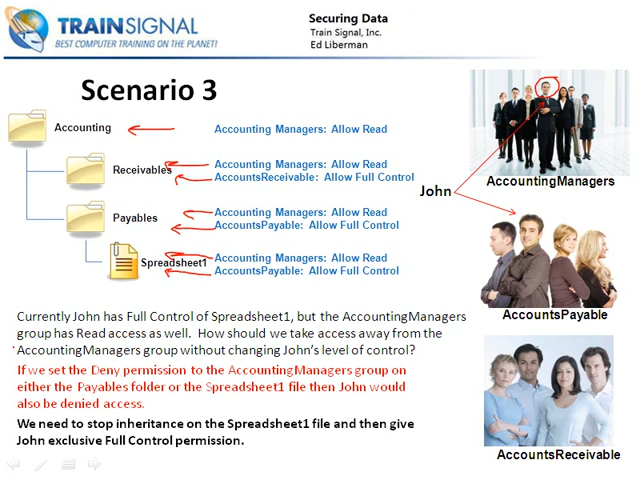 TRAINSIGNAL
BEST COMPUTER TRAINING ON THE PLANET!
Securing Data
Train Signal, Inc.
Ed Liberman
Scenario 3
Accounting
Accounting Managers: Allow Read
Receivables
Accounting Managers: Allow Read
AccountsReceivable: Allow Full Control
Payables
Accounting Managers: Allow Read
AccountsPayable: Allow Full Control
Spreadsheet1
Accounting Managers: Allow Read
AccountsPayable: Allow Full Control
AccountingManagers
John
AccountsPayable
AccountsReceivable
Currently John has Full Control of Spreadsheet1, but the AccountingManagers
group has Read access as well. How should we take access away from the
AccountingManagers group without changing John's level of control?
If we set the Deny permission to the AccountingManagers group on
either the Payables folder or the Spreadsheet1 file then John would
also be denied access.
We need to stop inheritance on the Spreadsheet1 file and then give
John exclusive Full Control permission.